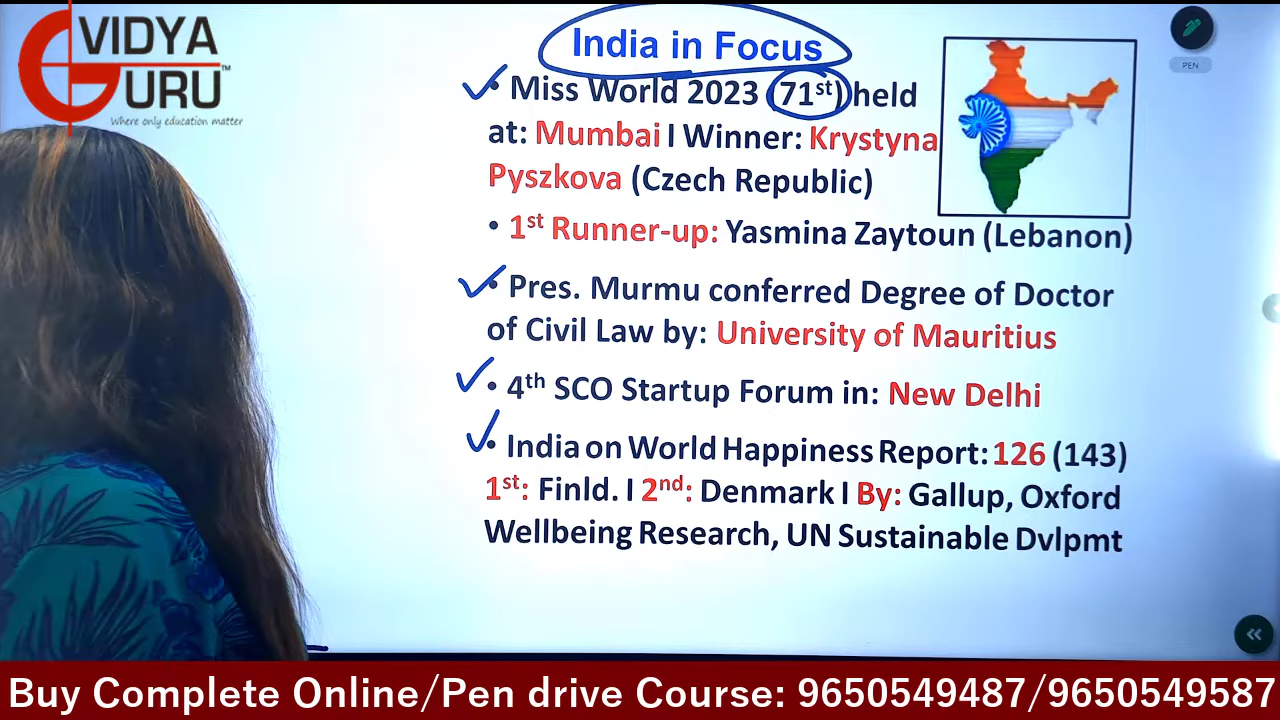 VIDYA
GURU™
Where only education matter
India in Focus
PEN
• Miss World 2023 (71st) held
at: Mumbai I Winner: Krystyna
Pyszkova (Czech Republic)
• 1st Runner-up: Yasmina Zaytoun (Lebanon)
• Pres. Murmu conferred Degree of Doctor
of Civil Law by: University of Mauritius
• 4th SCO Startup Forum in: New Delhi
• India on World Happiness Report: 126 (143)
1st: Finld. I 2nd: Denmark I By: Gallup, Oxford
Wellbeing Research, UN Sustainable Dvlpmt
Buy Complete Online/Pen drive Course: 9650549487/9650549587